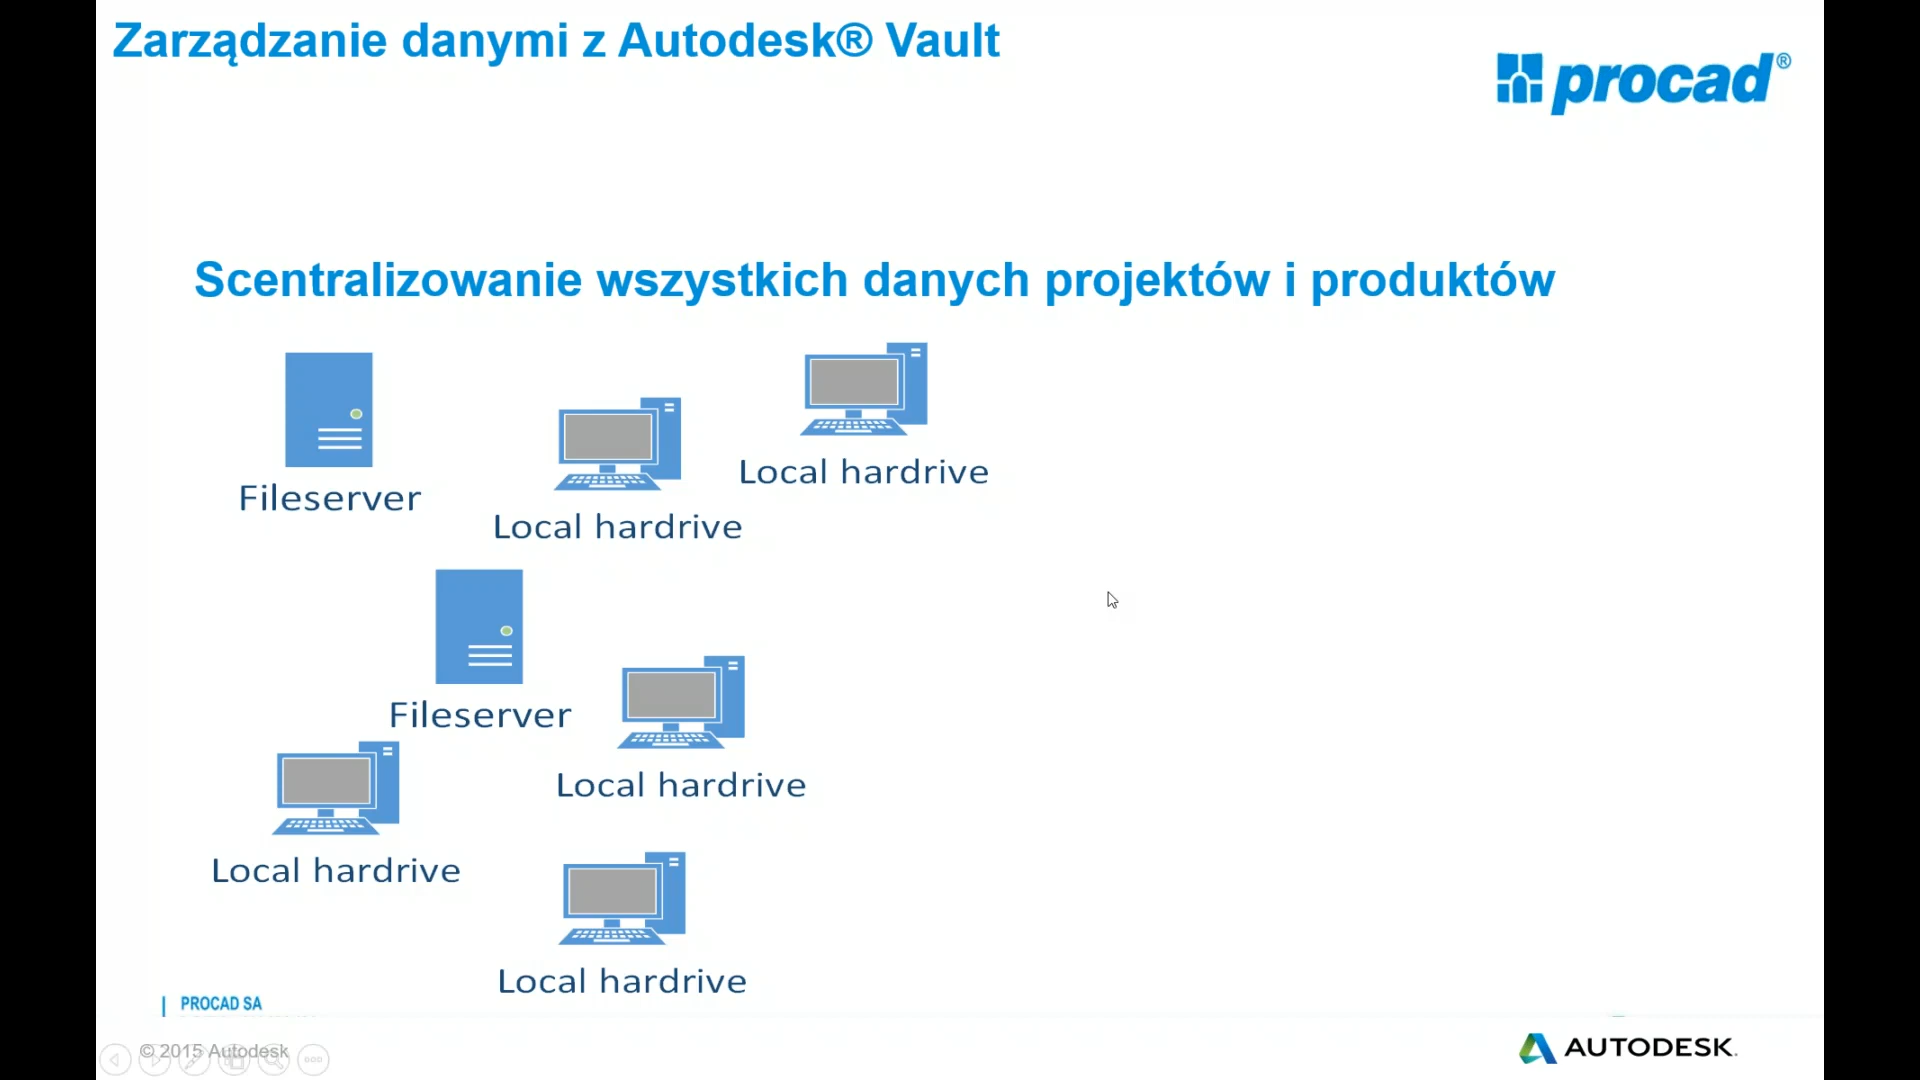 Zarządzanie danymi z Autodesk® Vault
procad®
Scentralizowanie wszystkich danych projektów i produktów
Local hardrive
Fileserver
Local hardrive
Fileserver
Local hardrive
Local hardrive
Local hardrive
PROCAD SA
© 2015 Autodesk
AUTODESK.